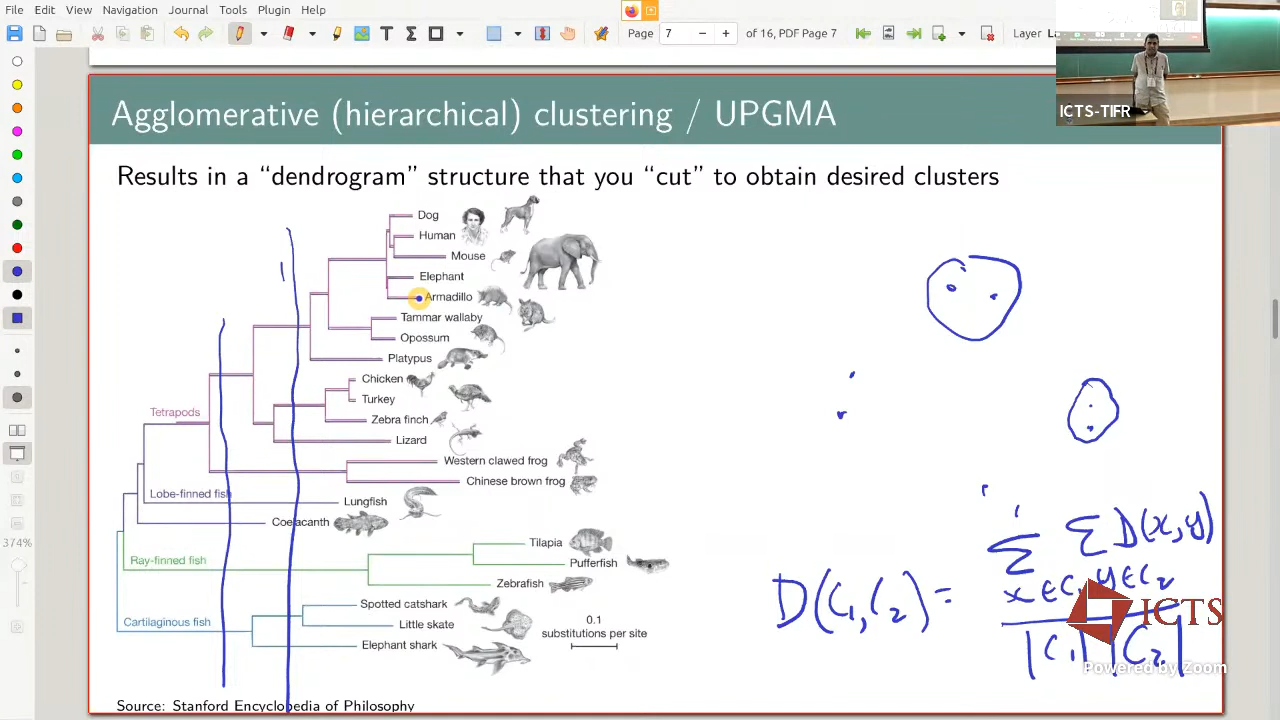 File Edit View Navigation Journal Tools Plugin Help
Page 7 − + of 16, PDF Page 7 Layer
ICTS-TIFR
Agglomerative (hierarchical) clustering / UPGMA
Results in a “dendrogram” structure that you “cut” to obtain desired clusters
Dog
Human
Mouse
Elephant
Armadillo
Tammar wallaby
Opossum
Platypus
Chicken
Turkey
Tetrapods
Zebra finch
Lizard
Western clawed frog
Chinese brown frog
Lobe-finned fish
Lungfish
Coelacanth
374%
Tilapia
Ray-finned fish
Pufferfish
Zebrafish
Spotted catshark
Cartilaginous fish
Little skate
Elephant shark
0.1
substitutions per site
Σ Σ D(x,y)
x∈C₁ y∈C₂
D(C₁,C₂) =
|C₁| |C₂|
ICTS
Powered by Zoom
Source: Stanford Encyclopedia of Philosophy